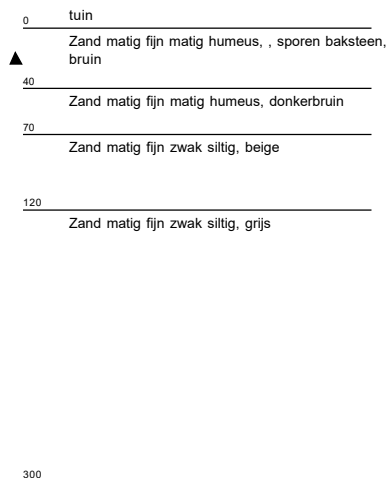 tuin
0
Zand matig fijn matig humeus, , sporen baksteen,
bruin
40
Zand matig fijn matig humeus, donkerbruin
70
Zand matig fijn zwak siltig, beige
120
Zand matig fijn zwak siltig, grijs
300